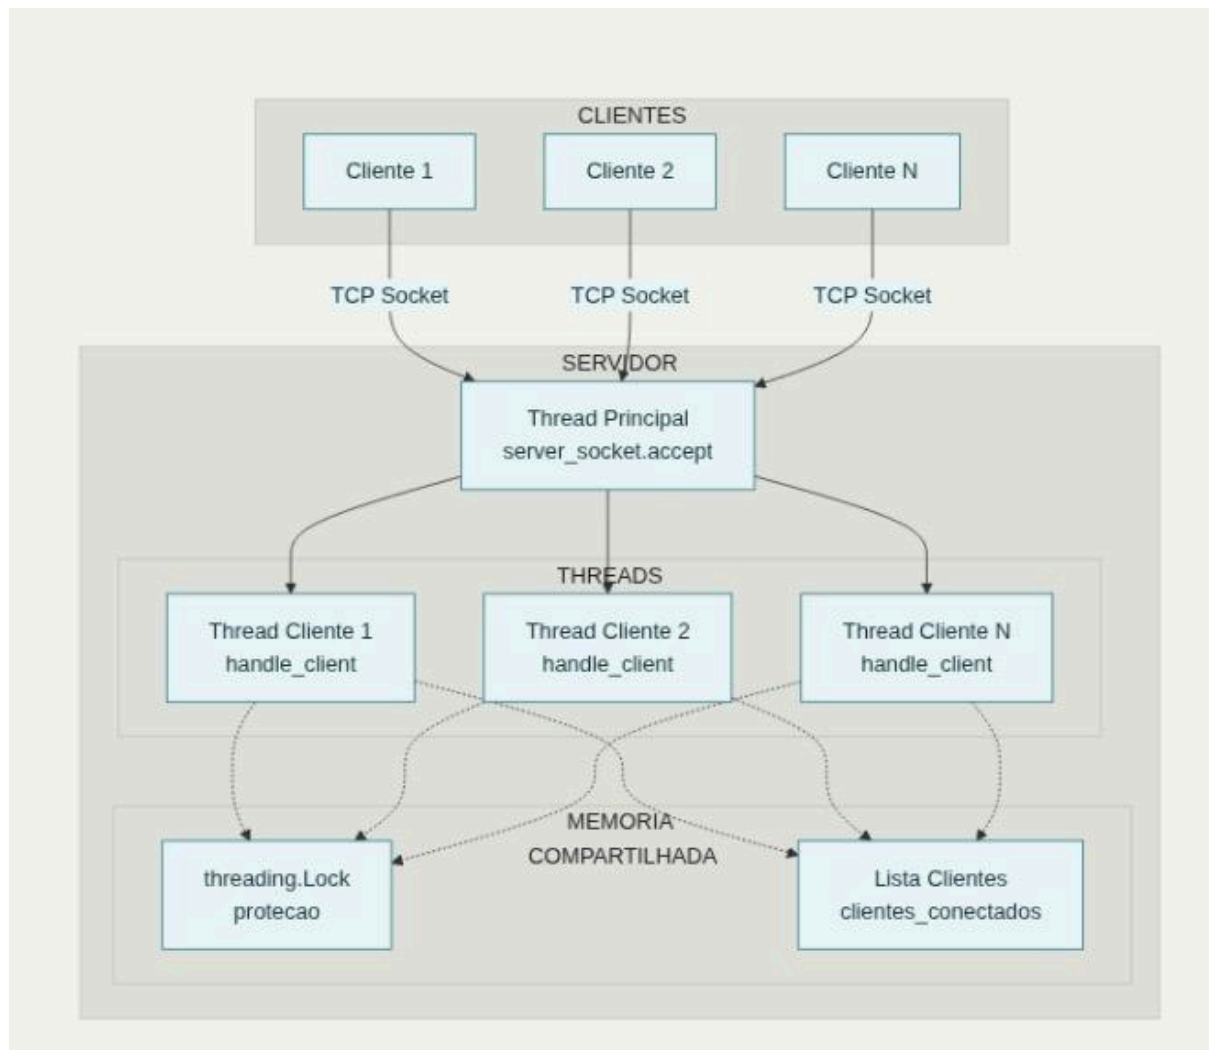 CLIENTES
Cliente 1
Cliente 2
Cliente N
TCP Socket
TCP Socket
TCP Socket
SERVIDOR
Thread Principal
server_socket.accept
THREADS
Thread Cliente 1
handle_client
Thread Cliente 2
handle_client
Thread Cliente N
handle_client
MEMORIA
COMPARTILHADA
threading.Lock
protecao
Lista Clientes
clientes_conectados